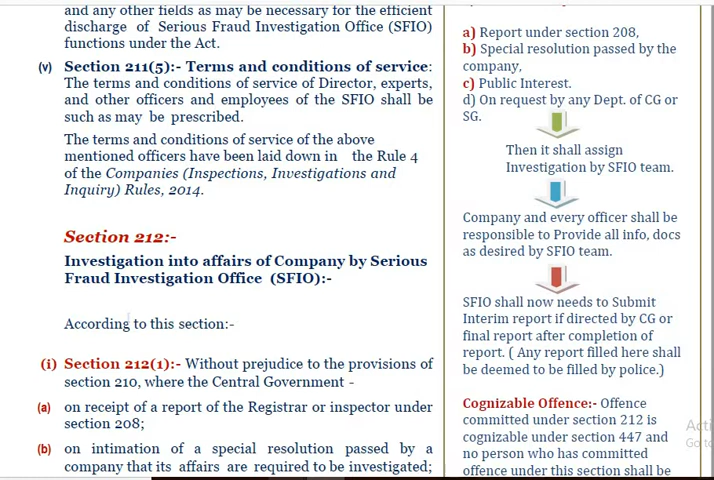 and any other fields as may be necessary for the efficient
discharge of Serious Fraud Investigation Office (SFIO)
functions under the Act.
(v) Section 211(5):- Terms and conditions of service:
The terms and conditions of service of Director, experts,
and other officers and employees of the SFIO shall be
such as may be prescribed.
The terms and conditions of service of the above
mentioned officers have been laid down in the Rule 4
of the Companies (Inspections, Investigations and
Inquiry) Rules, 2014.
Section 212:-
Investigation into affairs of Company by Serious
Fraud Investigation Office (SFIO):-
According to this section:-
(i) Section 212(1):- Without prejudice to the provisions of
section 210, where the Central Government -
(a) on receipt of a report of the Registrar or inspector under
section 208;
(b) on intimation of a special resolution passed by a
company that its affairs are required to be investigated;
a) Report under section 208,
b) Special resolution passed by the
company,
c) Public Interest.
d) On request by any Dept. of CG or
SG.
Then it shall assign
Investigation by SFIO team.
Company and every officer shall be
responsible to Provide all info, docs
as desired by SFIO team.
SFIO shall now needs to Submit
Interim report if directed by CG or
final report after completion of
report. ( Any report filled here shall
be deemed to be filled by police.)
Cognizable Offence:- Offence
committed under section 212 is
cognizable under section 447 and
no person who has committed
offence under this section shall be
Acti
Go to